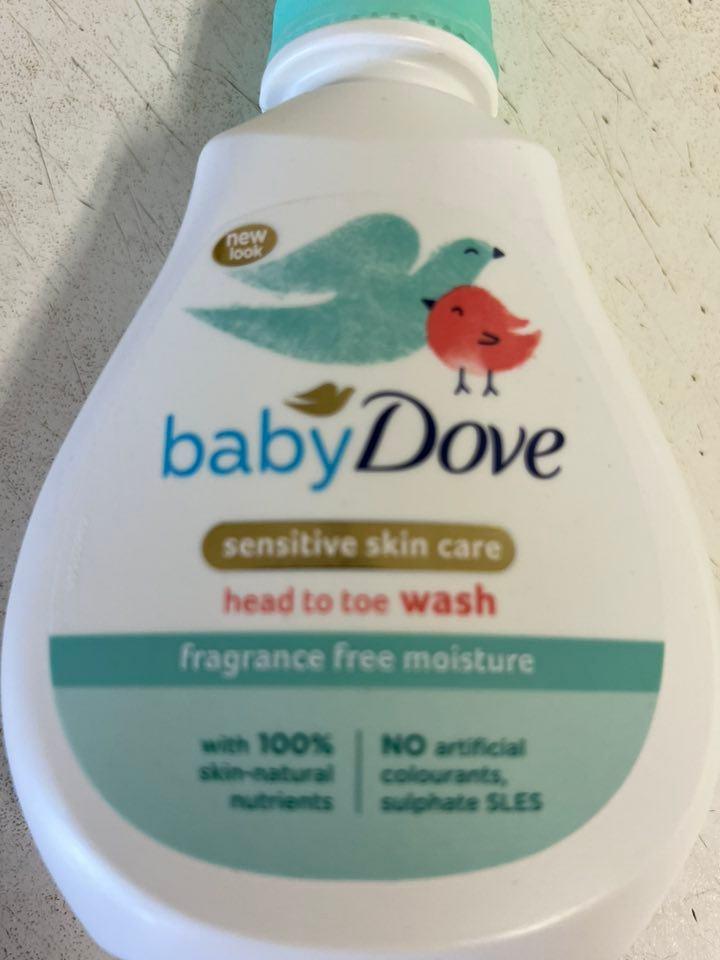 new
look
baby Dove
sensitive skin care
head to toe wash
fragrance free moisture
with 100%
skin-natural
nutrients
NO artificial
colourants,
sulphate SLES